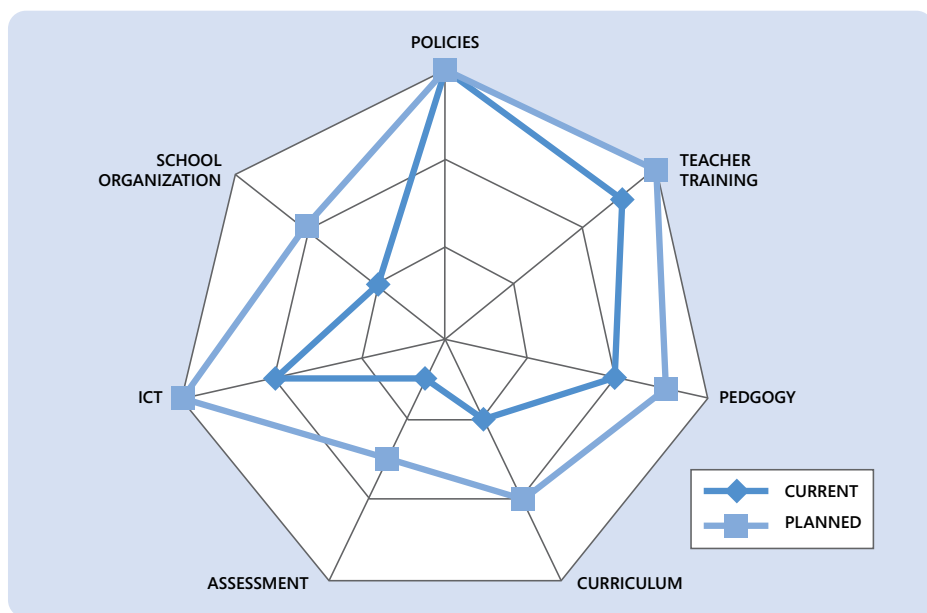 POLICIES
SCHOOL
ORGANIZATION
TEACHER
TRAINING
ICT
PEDGOGY
CURRENT
PLANNED
ASSESSMENT
CURRICULUM